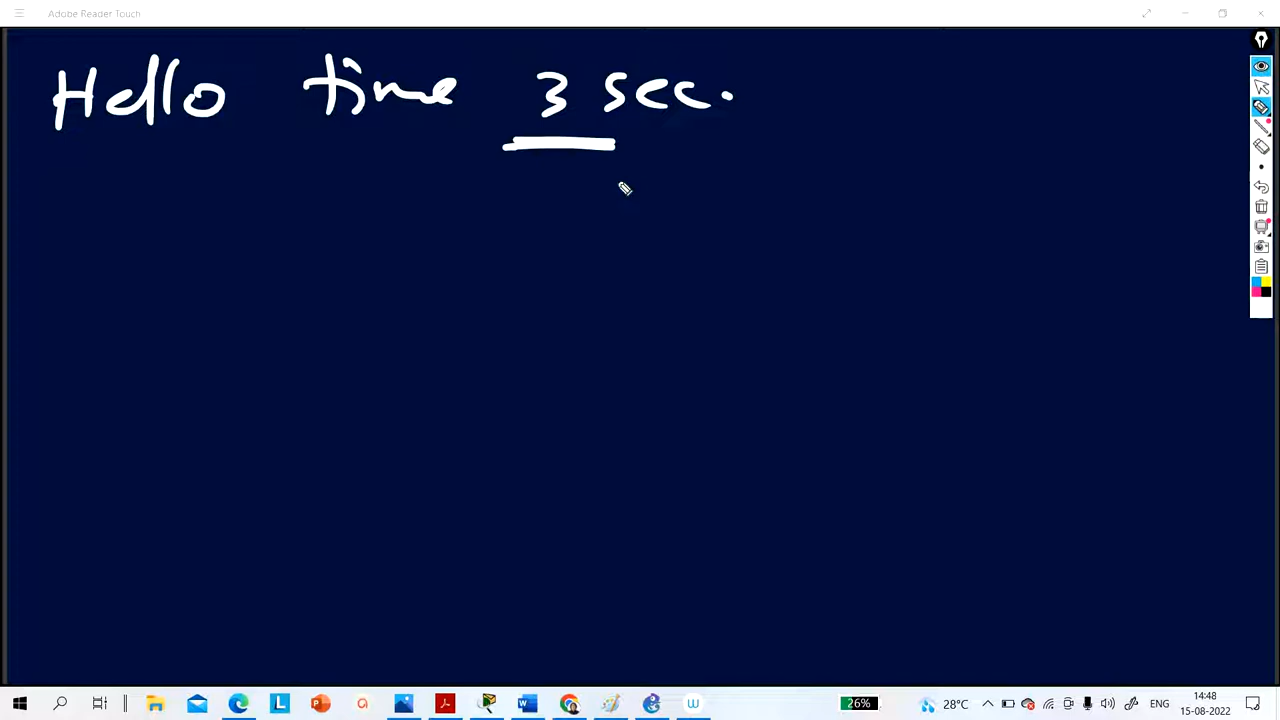 Adobe Reader Touch
Hello time 3 sec.
26%
28°C
ENG
14:48
15-08-2022